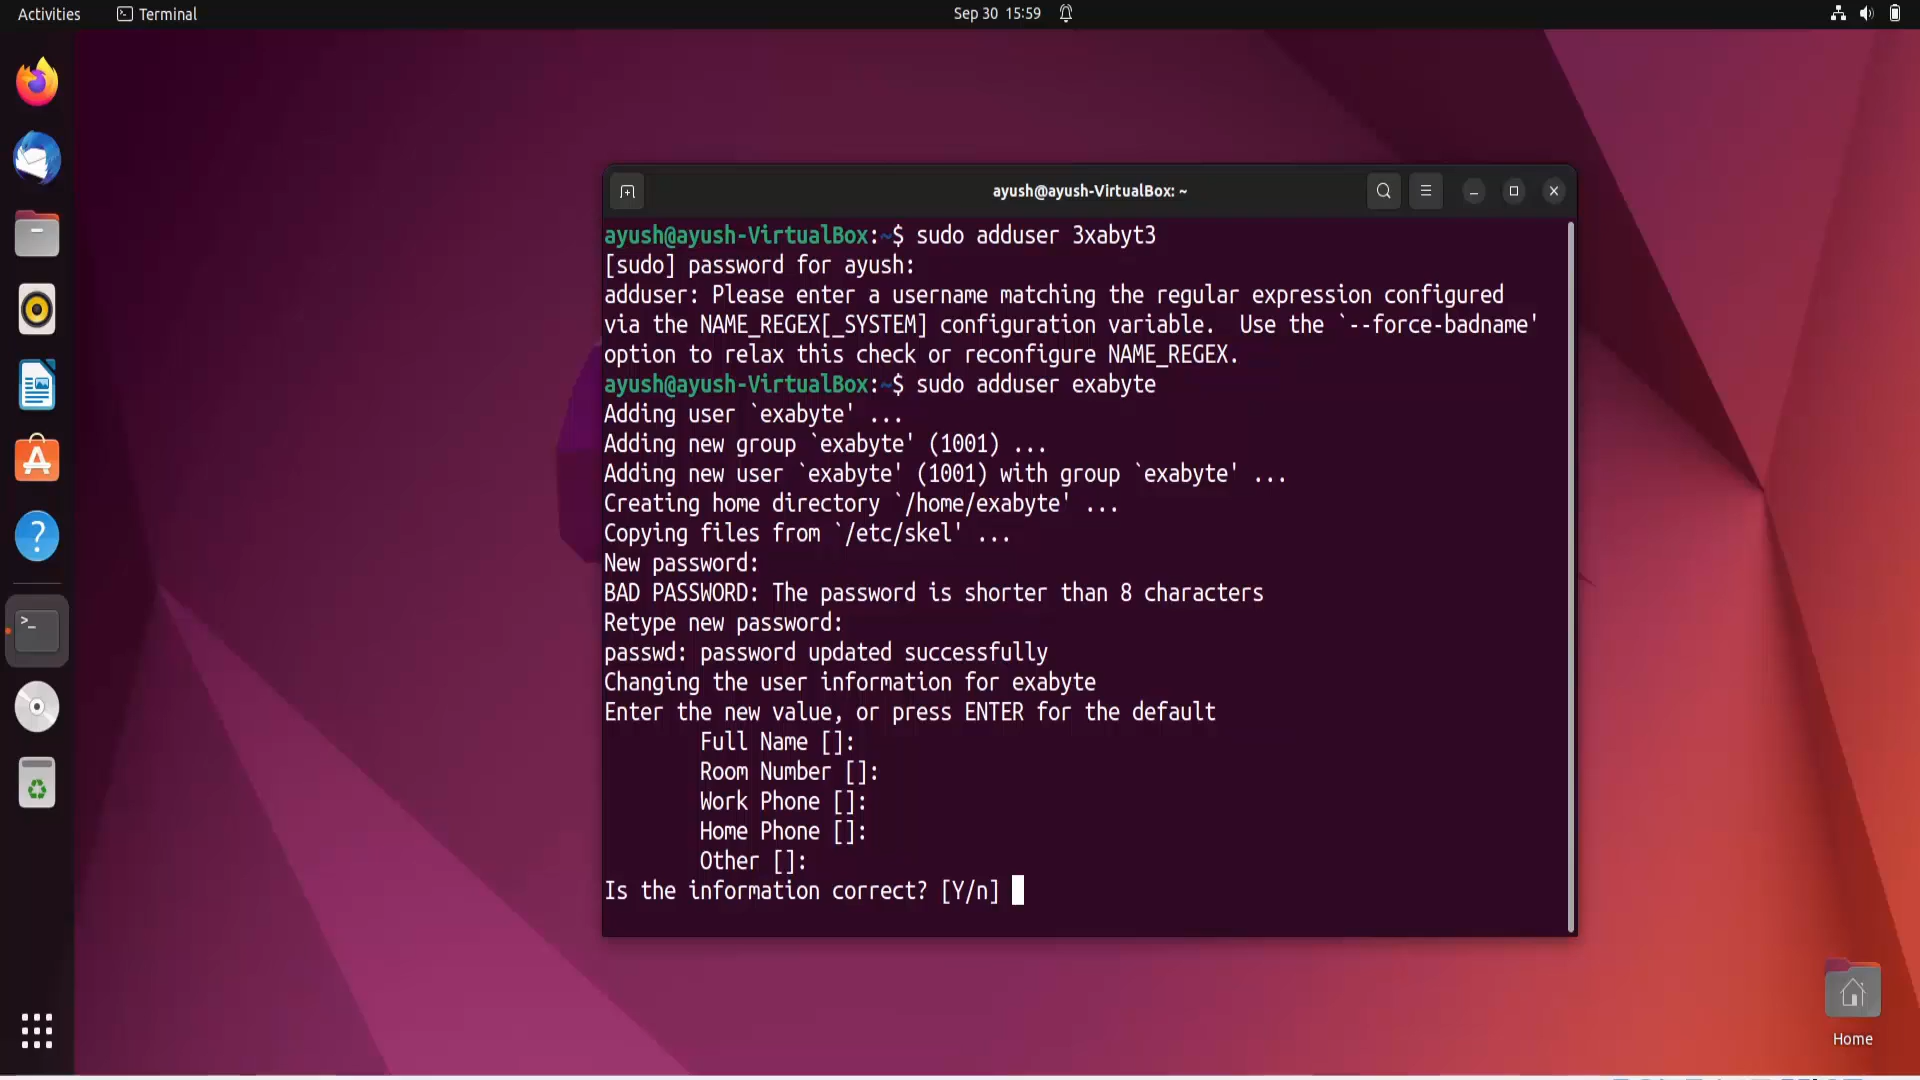 Activities
Terminal
Sep 30 15:59
ayush@ayush-VirtualBox: ~
ayush@ayush-VirtualBox:~$ sudo adduser 3xabyt3
[sudo] password for ayush:
adduser: Please enter a username matching the regular expression configured
via the NAME_REGEX[_SYSTEM] configuration variable.  Use the `--force-badname'
option to relax this check or reconfigure NAME_REGEX.
ayush@ayush-VirtualBox:~$ sudo adduser exabyte
Adding user `exabyte' ...
Adding new group `exabyte' (1001) ...
Adding new user `exabyte' (1001) with group `exabyte' ...
Creating home directory `/home/exabyte' ...
Copying files from `/etc/skel' ...
New password:
BAD PASSWORD: The password is shorter than 8 characters
Retype new password:
passwd: password updated successfully
Changing the user information for exabyte
Enter the new value, or press ENTER for the default
Full Name []:
Room Number []:
Work Phone []:
Home Phone []:
Other []:
Is the information correct? [Y/n]
Home